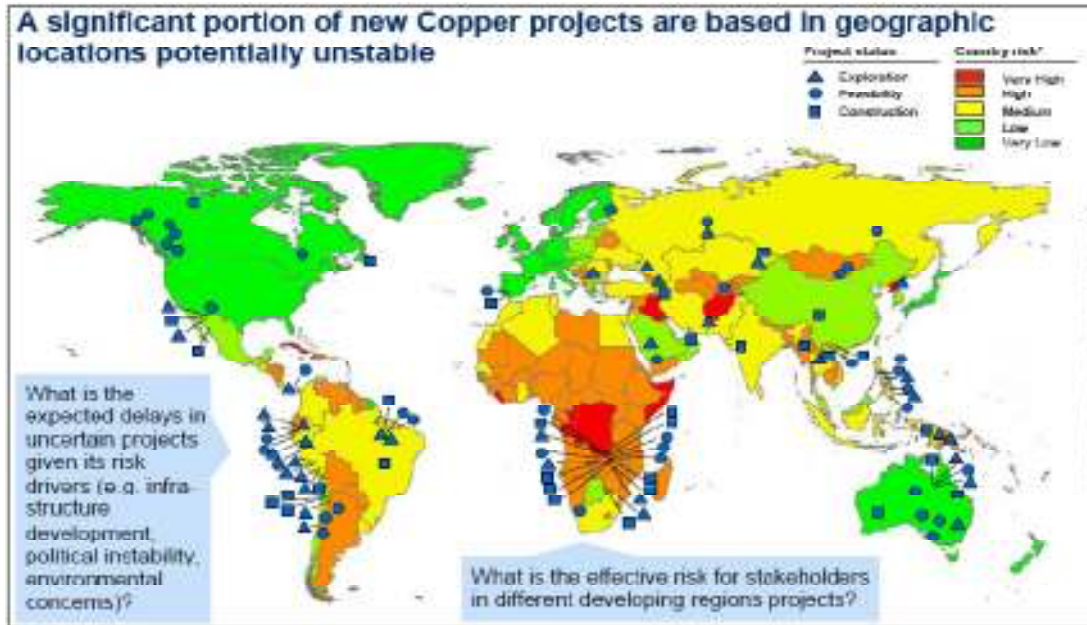 A significant portion of new Copper projects are based in geographic
locations potentially unstable
Project status
Exploration
Feasibility
Construction
Country risk*
Very High
High
Medium
Low
Very Low
What is the
expected delays in
uncertain projects
given its risk
drivers (e.g. infra-
structure
development,
political instability,
environmental
concerns)?
What is the effective risk for stakeholders
in different developing regions projects?